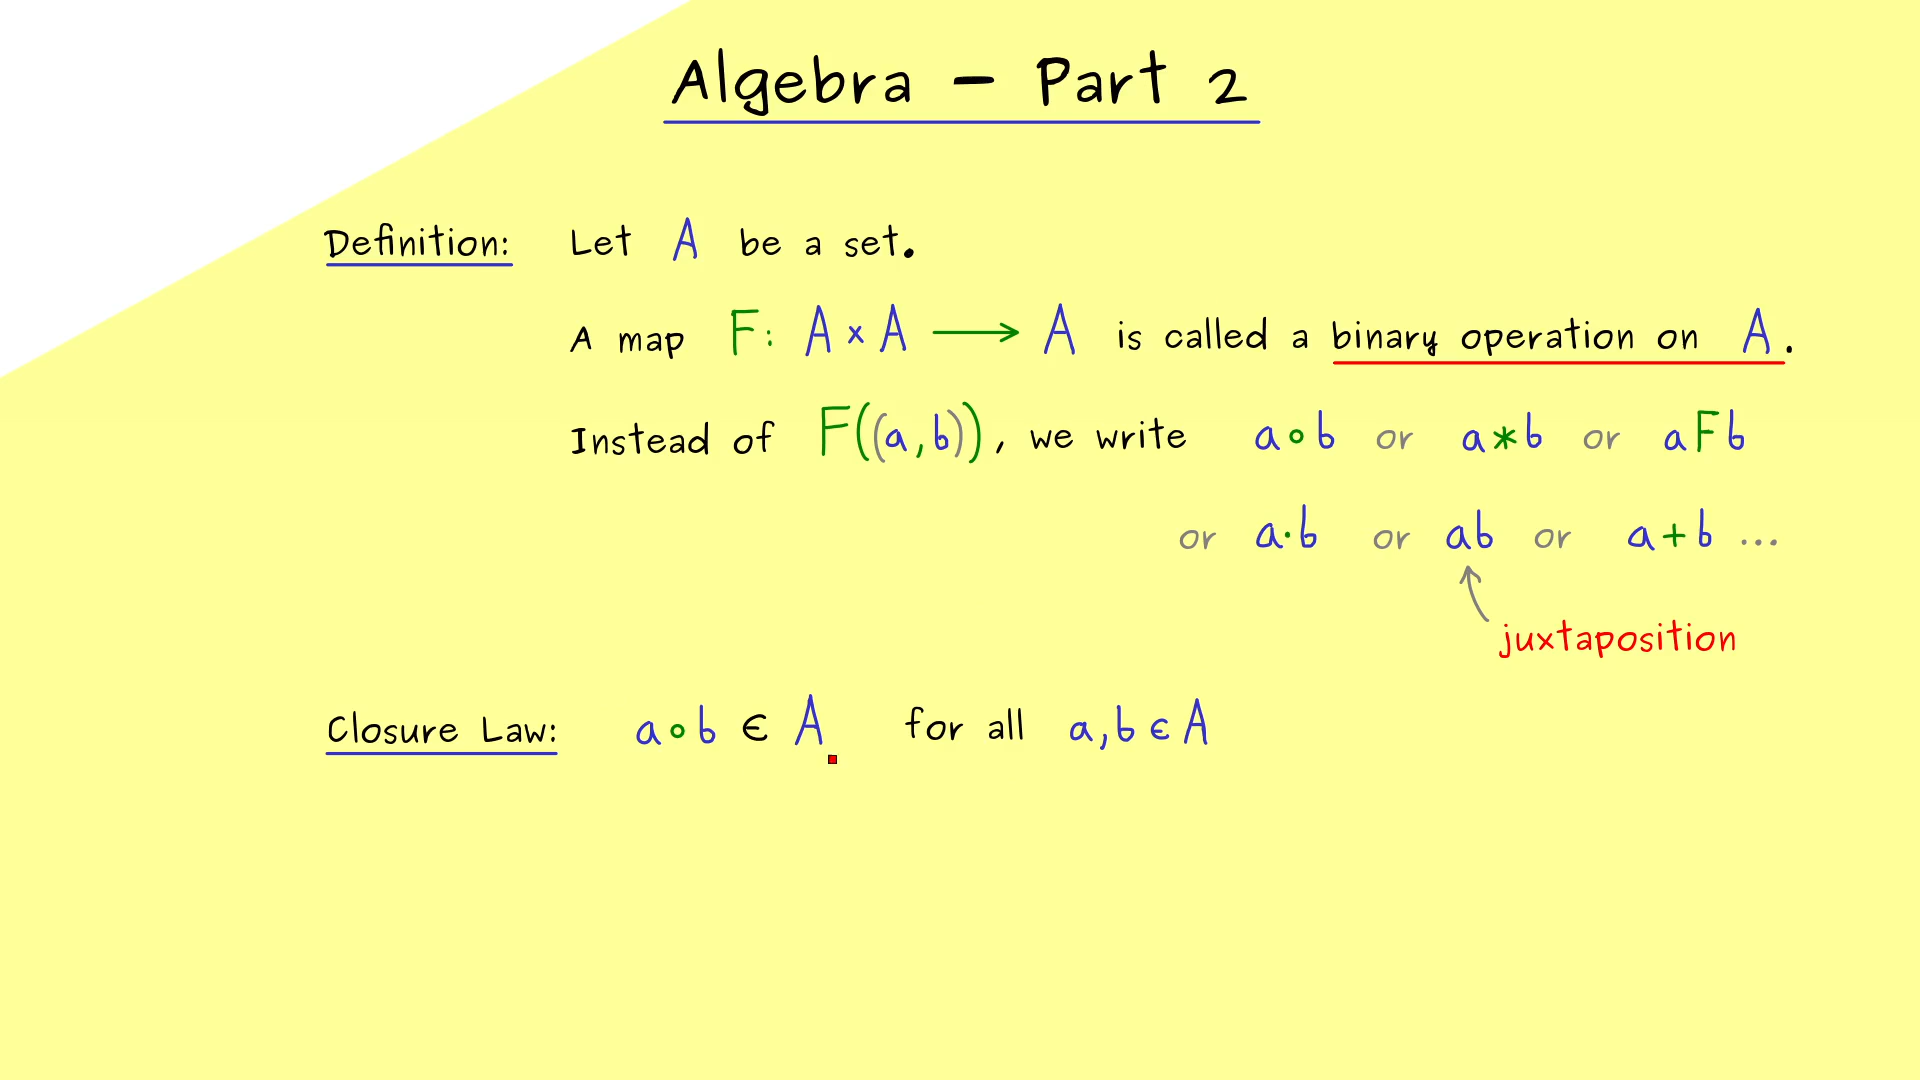 Algebra – Part 2
Definition: Let A be a set.
A map F: A × A ⟶ A is called a binary operation on A.
Instead of F((a,b)), we write a∘b or a*b or aFb
or a·b or ab or a+b ...
juxtaposition
Closure Law: a∘b ∈ A for all a,b ∈ A